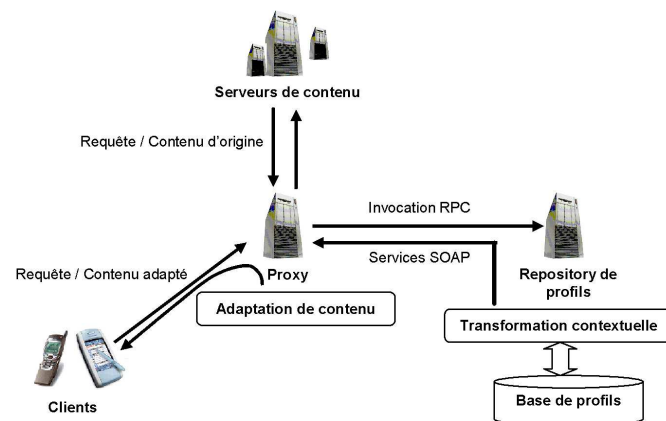 Serveurs de contenu
Requête / Contenu d'origine
Invocation RPC
Services SOAP
Requête / Contenu adapté
Proxy
Repository de
profils
Adaptation de contenu
Transformation contextuelle
Clients
Base de profils